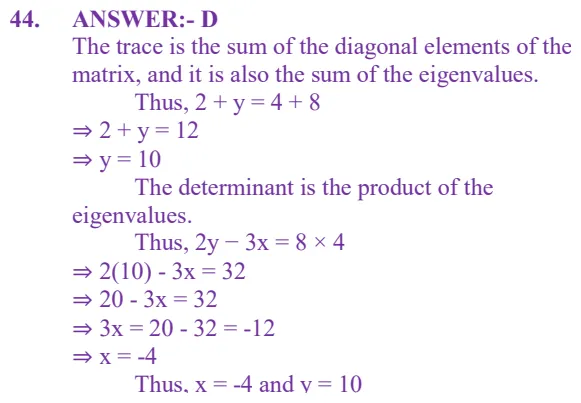 44. ANSWER:- D
The trace is the sum of the diagonal elements of the
matrix, and it is also the sum of the eigenvalues.
Thus, 2 + y = 4 + 8
⇒ 2 + y = 12
⇒ y = 10
The determinant is the product of the
eigenvalues.
Thus, 2y − 3x = 8 × 4
⇒ 2(10) - 3x = 32
⇒ 20 - 3x = 32
⇒ 3x = 20 - 32 = -12
⇒ x = -4
Thus, x = -4 and y = 10